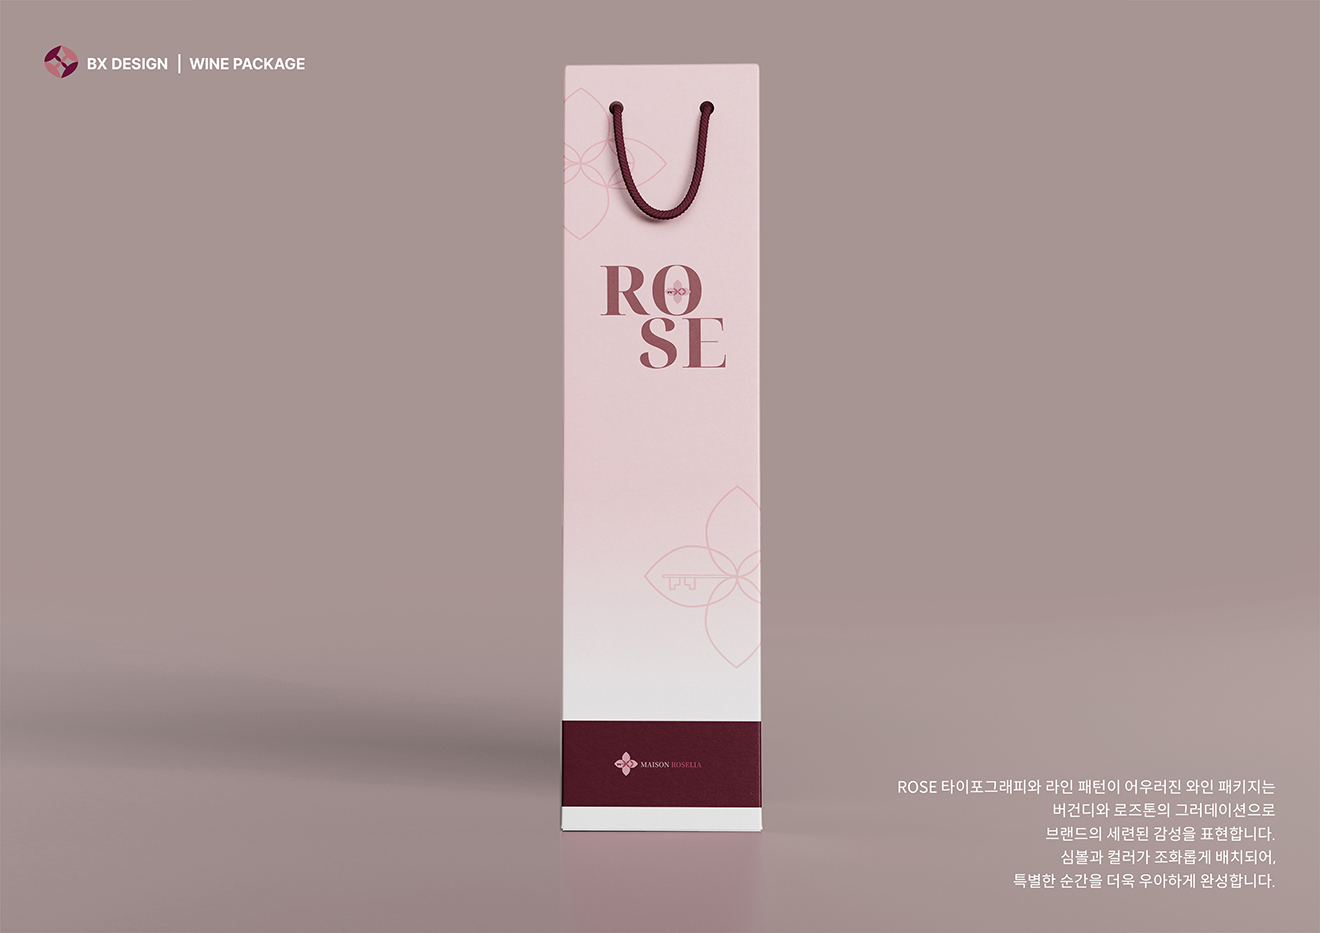 BX DESIGN | WINE PACKAGE
RO
SE
MAISON ROSELIA
ROSE 타이포그래피와 라인 패턴이 어우러진 와인 패키지는
버건디와 로즈톤의 그러데이션으로
브랜드의 세련된 감성을 표현합니다.
심볼과 컬러가 조화롭게 배치되어,
특별한 순간을 더욱 우아하게 완성합니다.